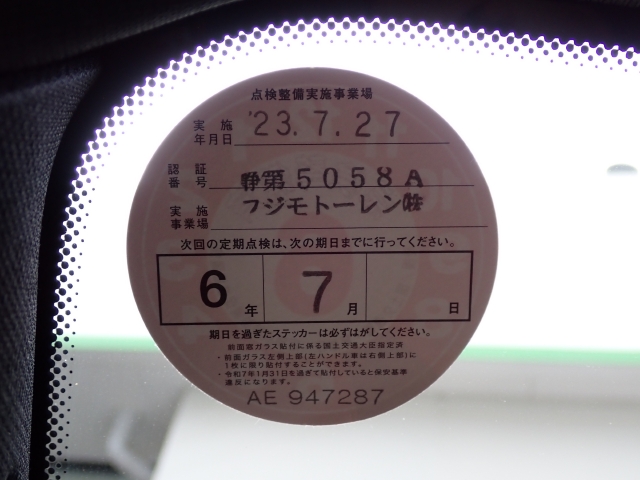 点検整備実施事業場
実施年月日 '23.7.27
認証番号 静第5058A
実施事業場 フジモトーレン㈱
次回の定期点検は、次の期日までに行ってください。
6年 7月 日
期日を過ぎたステッカーは必ずはがしてください。
前面窓ガラス貼付に係る国土交通大臣指定済
・前面ガラス左側上部(左ハンドル車は右側上部)に
1枚に限り貼付することができます。
・令和7年1月31日を過ぎて貼付していると保安基準
違反になります。
AE 947287